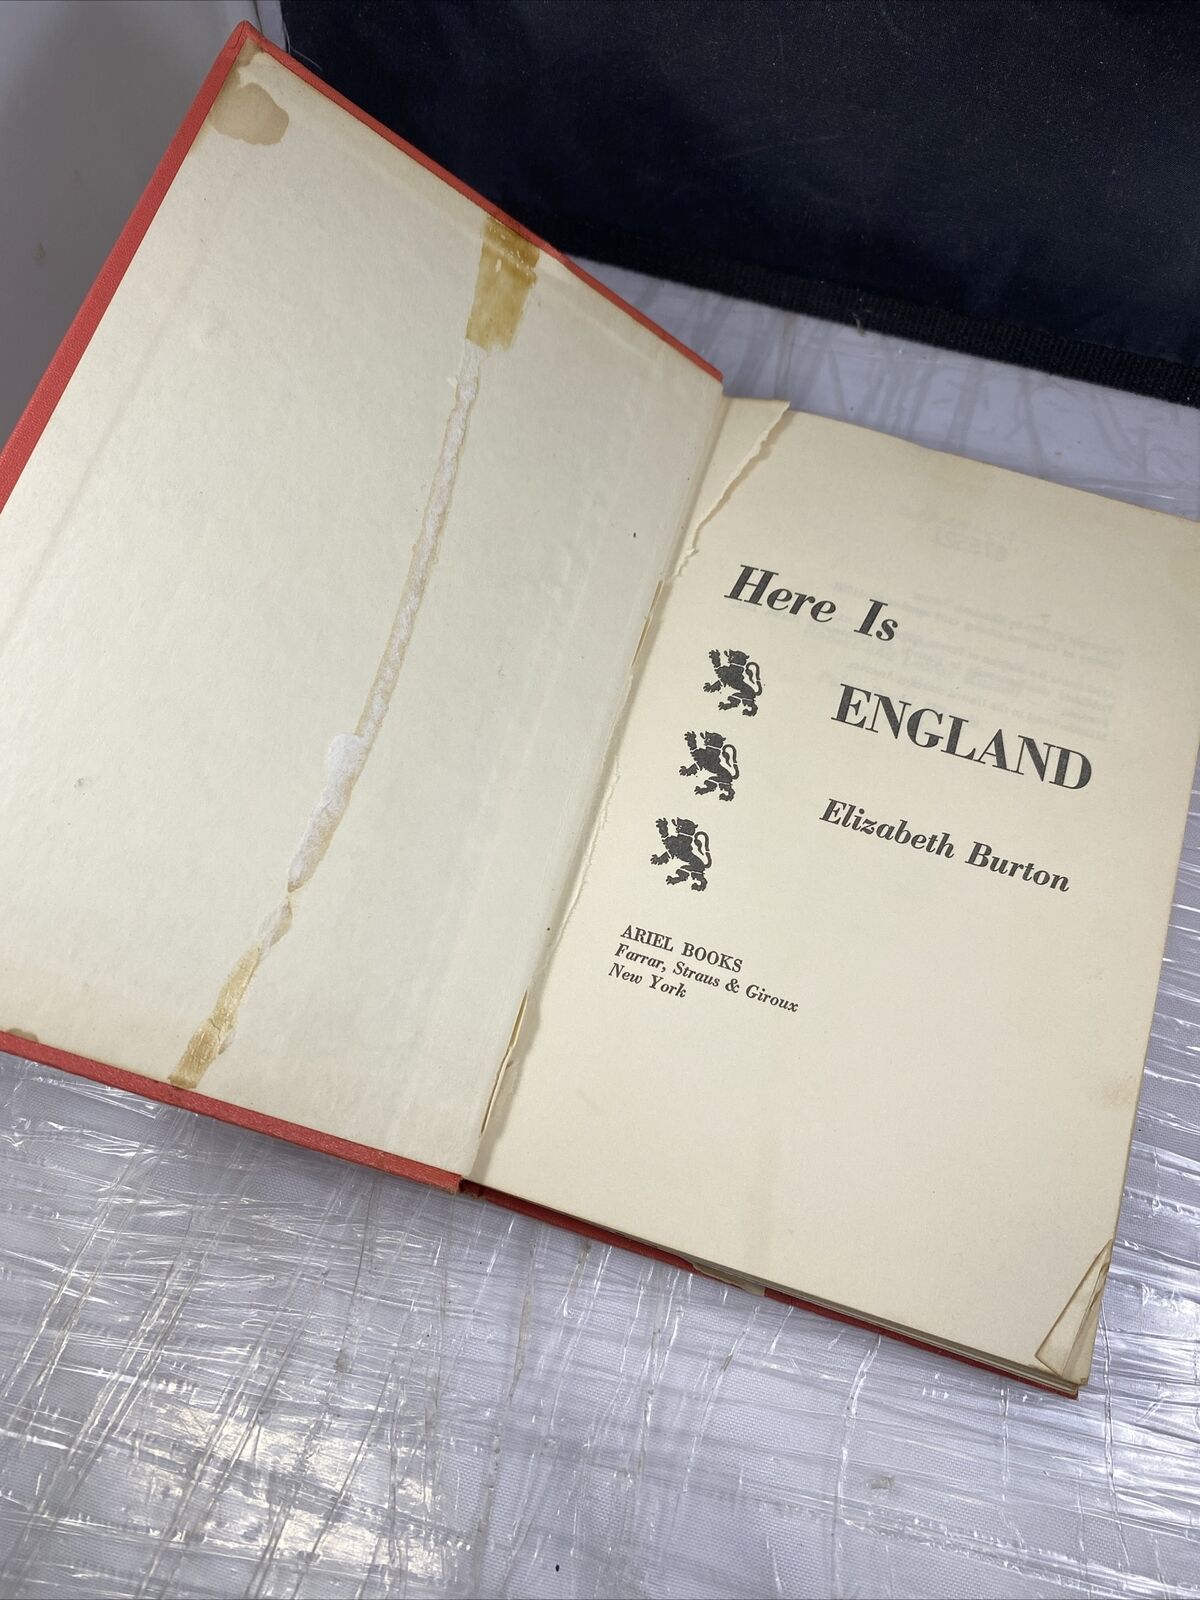 Here Is
ENGLAND
Elizabeth Burton
ARIEL BOOKS
Farrar, Straus & Giroux
New York